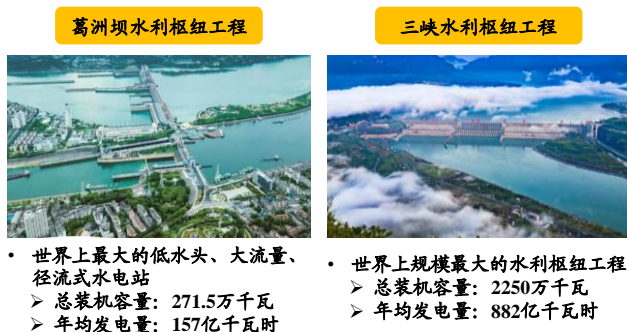 葛洲坝水利枢纽工程
三峡水利枢纽工程
• 世界上最大的低水头、大流量、
径流式水电站
➢ 总装机容量：271.5万千瓦
➢ 年均发电量：157亿千瓦时
• 世界上规模最大的水利枢纽工程
➢ 总装机容量：2250万千瓦
➢ 年均发电量：882亿千瓦时